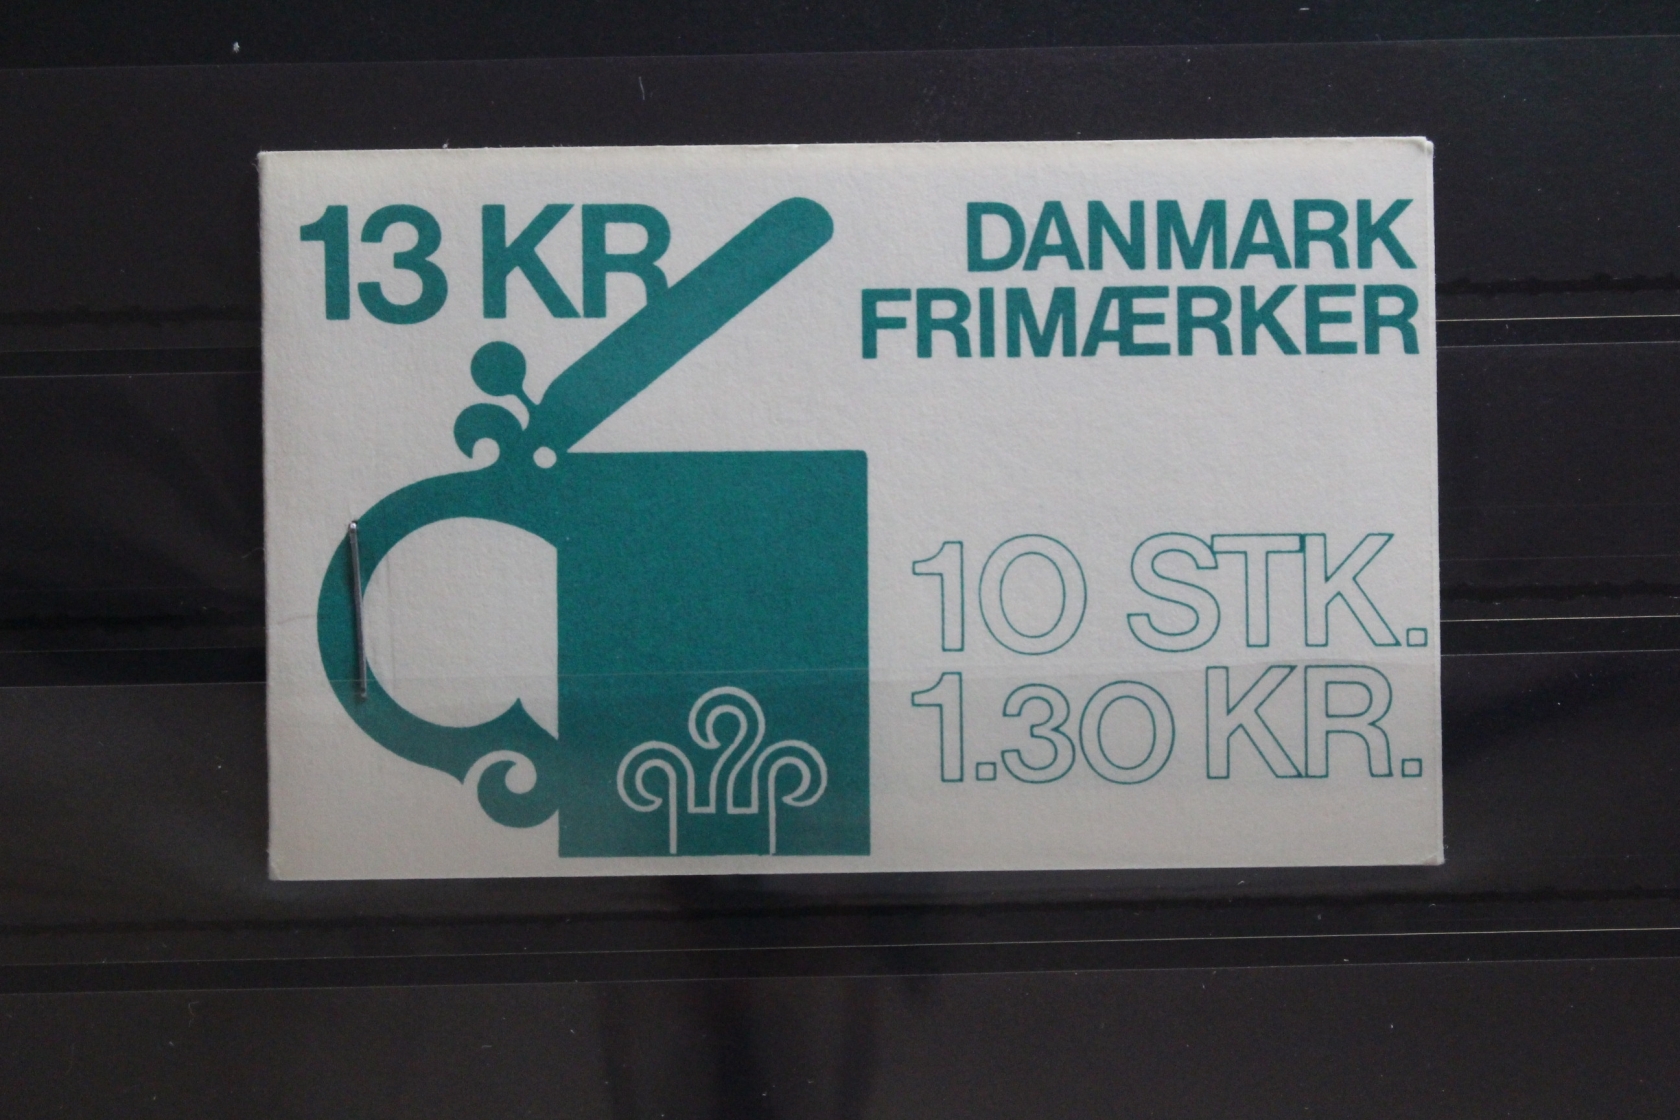 13 KR
DANMARK
FRIMÆRKER
10 STK.
1.30 KR.